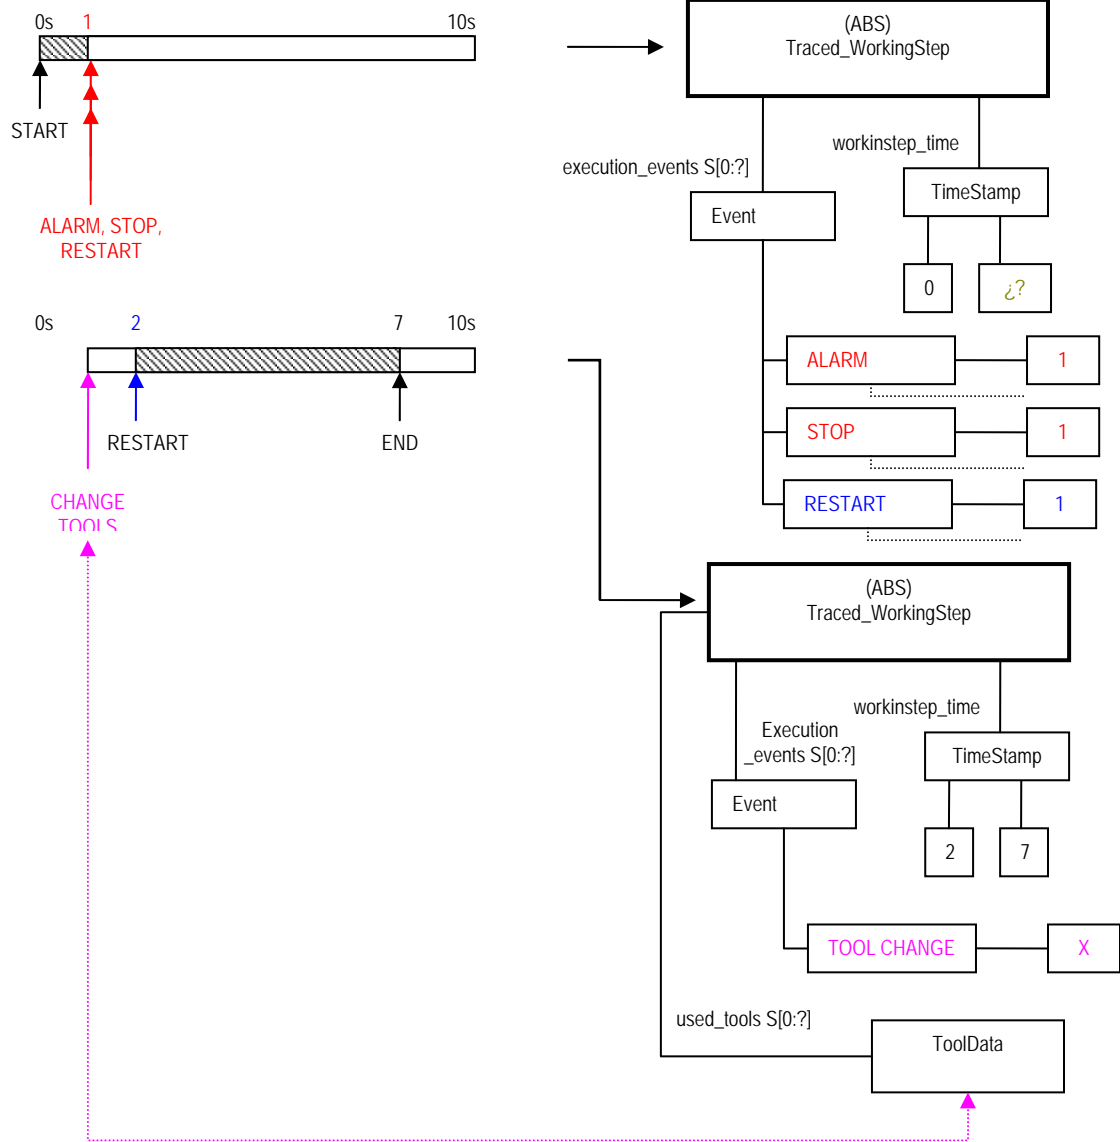 0s 1 10s
START
ALARM, STOP,
RESTART
(ABS)
Traced_WorkingStep
workinstep_time
execution_events S[0:?]
TimeStamp
Event
0 ¿?
ALARM 1
STOP 1
RESTART 1
0s 2 7 10s
RESTART END
CHANGE
TOOLS
(ABS)
Traced_WorkingStep
workinstep_time
Execution
_events S[0:?]
TimeStamp
Event
2 7
TOOL CHANGE X
used_tools S[0:?]
ToolData